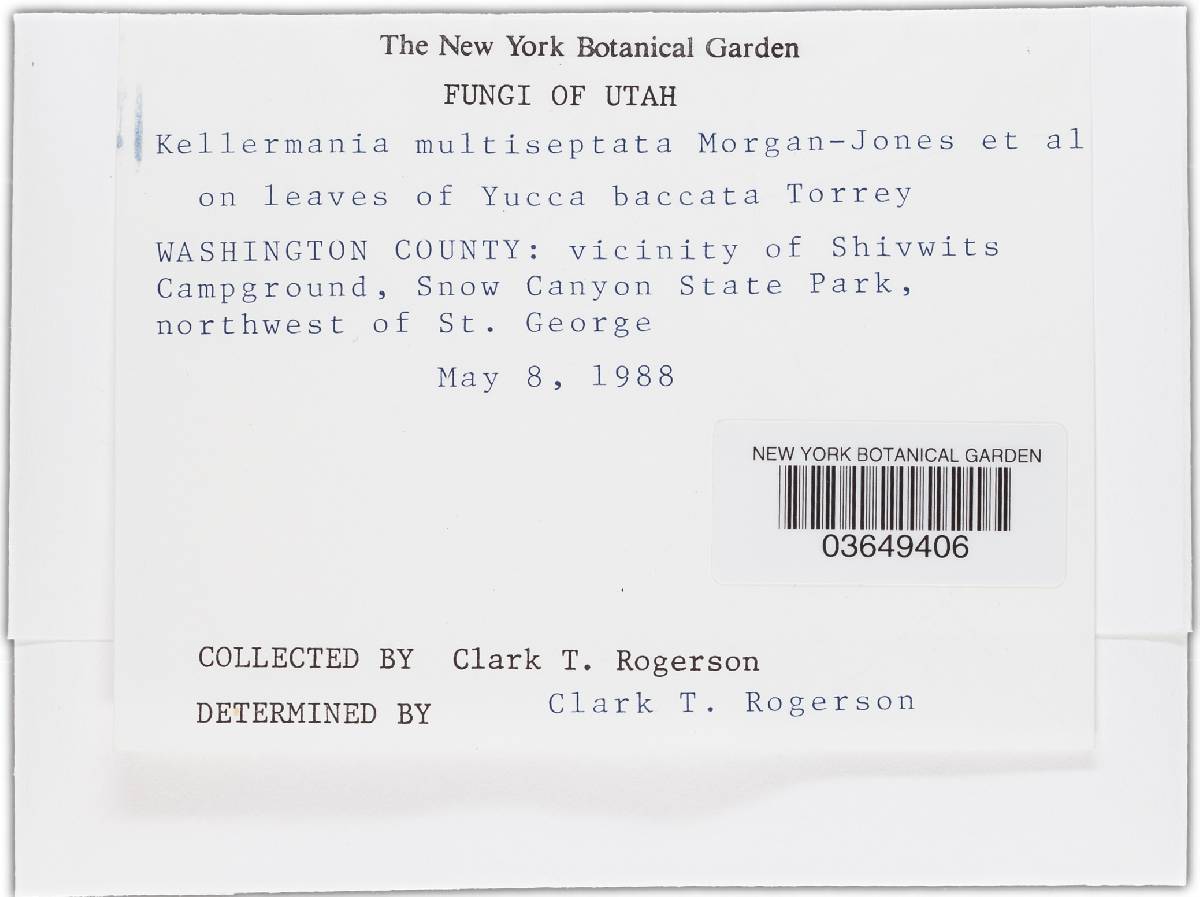 The New York Botanical Garden
FUNGI OF UTAH
Kellermania multiseptata Morgan-Jones et al
on leaves of Yucca baccata Torrey
WASHINGTON COUNTY: vicinity of Shivwits
Campground, Snow Canyon State Park,
northwest of St. George
May 8, 1988
NEW YORK BOTANICAL GARDEN
03649406
COLLECTED BY Clark T. Rogerson
DETERMINED BY Clark T. Rogerson